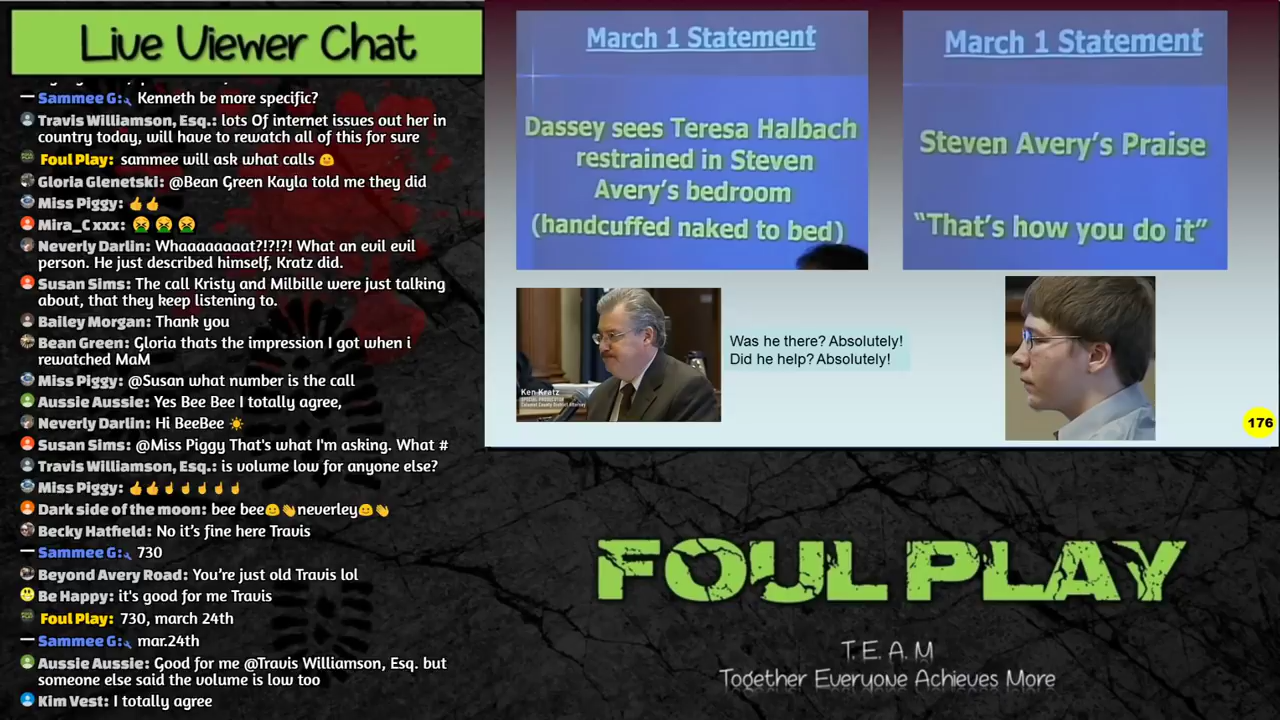 Live Viewer Chat
Sammee G: Kenneth be more specific?
Travis Williamson, Esq.: lots Of internet issues out her in
country today, will have to rewatch all of this for sure
Foul Play: sammee will ask what calls
Gloria Glenetski: @Bean Green Kayla told me they did
Miss Piggy:
Mira_C xxx:
Neverly Darlin: Whaaaaaaat?!?!?! What an evil evil
person. He just described himself, Kratz did.
Susan Sims: The call Kristy and Milbille were just talking
about, that they keep listening to.
Bailey Morgan: Thank you
Bean Green: Gloria thats the impression I got when i
rewatched MaM
Miss Piggy: @Susan what number is the call
Aussie Aussie: Yes Bee Bee I totally agree,
Neverly Darlin: Hi BeeBee ☀
Susan Sims: @Miss Piggy That's what I'm asking. What #
Travis Williamson, Esq.: is volume low for anyone else?
Miss Piggy:
Dark side of the moon: bee bee neverley
Becky Hatfield: No it's fine here Travis
Sammee G: 730
Beyond Avery Road: You're just old Travis lol
Be Happy: it's good for me Travis
Foul Play: 730, march 24th
Sammee G: mar.24th
Aussie Aussie: Good for me @Travis Williamson, Esq. but
someone else said the volume is low too
Kim Vest: I totally agree
March 1 Statement
Dassey sees Teresa Halbach
restrained in Steven
Avery's bedroom
(handcuffed naked to bed)
March 1 Statement
Steven Avery's Praise
"That's how you do it"
Ken Kratz
Was he there? Absolutely!
Did he help? Absolutely!
176
FOUL PLAY
T.E.A.M
Together Everyone Achieves More